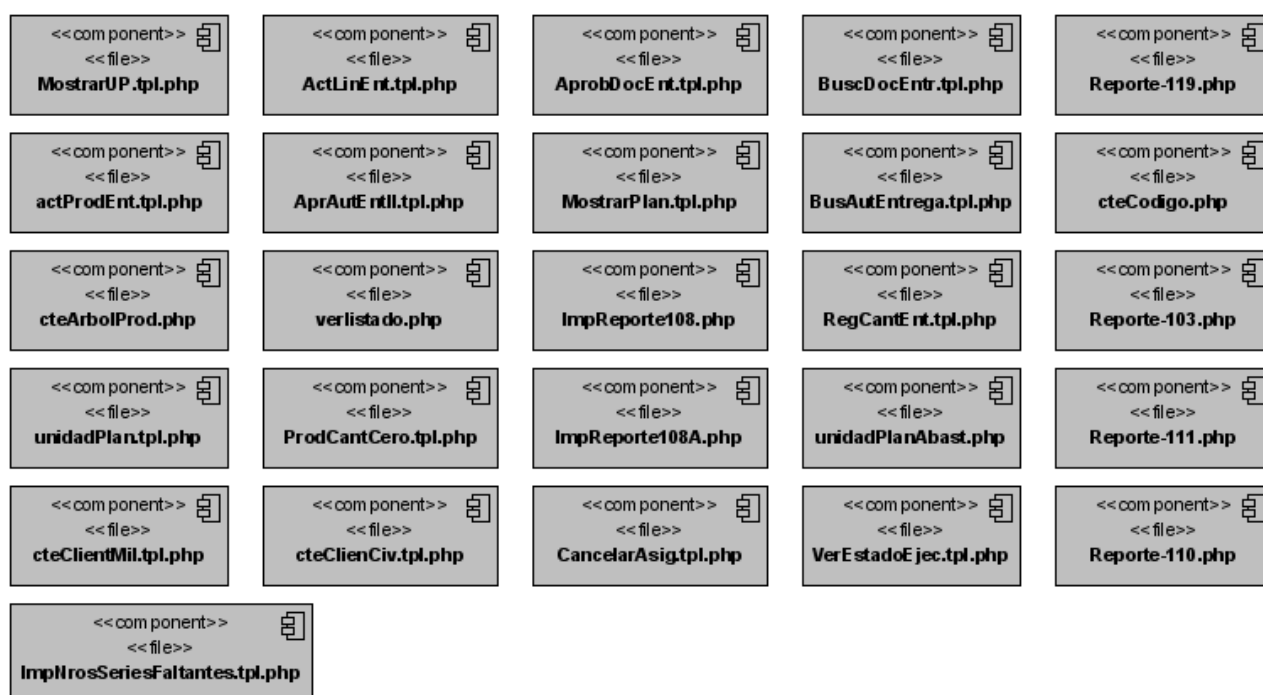 <<component>> <<component>> <<component>> <<component>> <<component>>
<<file>> <<file>> <<file>> <<file>> <<file>>
MostrarUP.tpl.php ActLinEnt.tpl.php AprobDocEnt.tpl.php BuscDocEntr.tpl.php Reporte-119.php
<<component>> <<component>> <<component>> <<component>> <<component>>
<<file>> <<file>> <<file>> <<file>> <<file>>
actProdEnt.tpl.php AprAutEntII.tpl.php MostrarPlan.tpl.php BusAutEntrega.tpl.php cteCodigo.php
<<component>> <<component>> <<component>> <<component>> <<component>>
<<file>> <<file>> <<file>> <<file>> <<file>>
cteArbolProd.php verlistado.php ImpReporte108.php RegCantEnt.tpl.php Reporte-103.php
<<component>> <<component>> <<component>> <<component>> <<component>>
<<file>> <<file>> <<file>> <<file>> <<file>>
unidadPlan.tpl.php ProdCantCero.tpl.php ImpReporte108A.php unidadPlanAbast.php Reporte-111.php
<<component>> <<component>> <<component>> <<component>> <<component>>
<<file>> <<file>> <<file>> <<file>> <<file>>
cteClientMil.tpl.php cteClienCiv.tpl.php CancelarAsig.tpl.php VerEstadoEjec.tpl.php Reporte-110.php
<<component>>
<<file>>
ImpNrosSeriesFaltantes.tpl.php